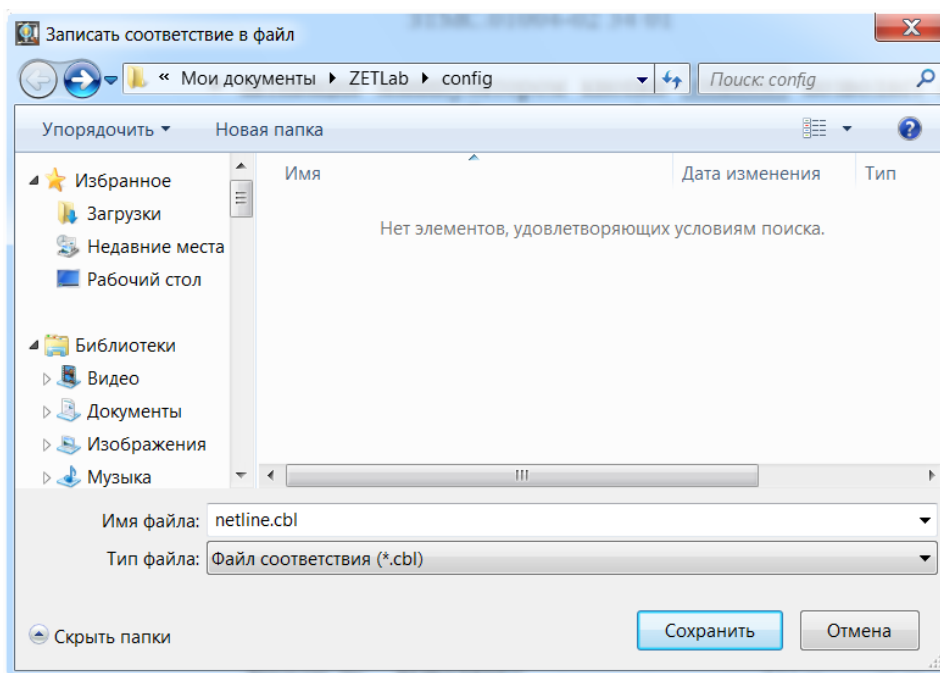 Записать соответствие в файл
« Мои документы ZETLab config
Поиск: config
Упорядочить Новая папка
Имя Дата изменения Тип
Нет элементов, удовлетворяющих условиям поиска.
Избранное
Загрузки
Недавние места
Рабочий стол
Библиотеки
Видео
Документы
Изображения
Музыка
Имя файла: netline.cbl
Тип файла: Файл соответствия (*.cbl)
Скрыть папки
Сохранить Отмена